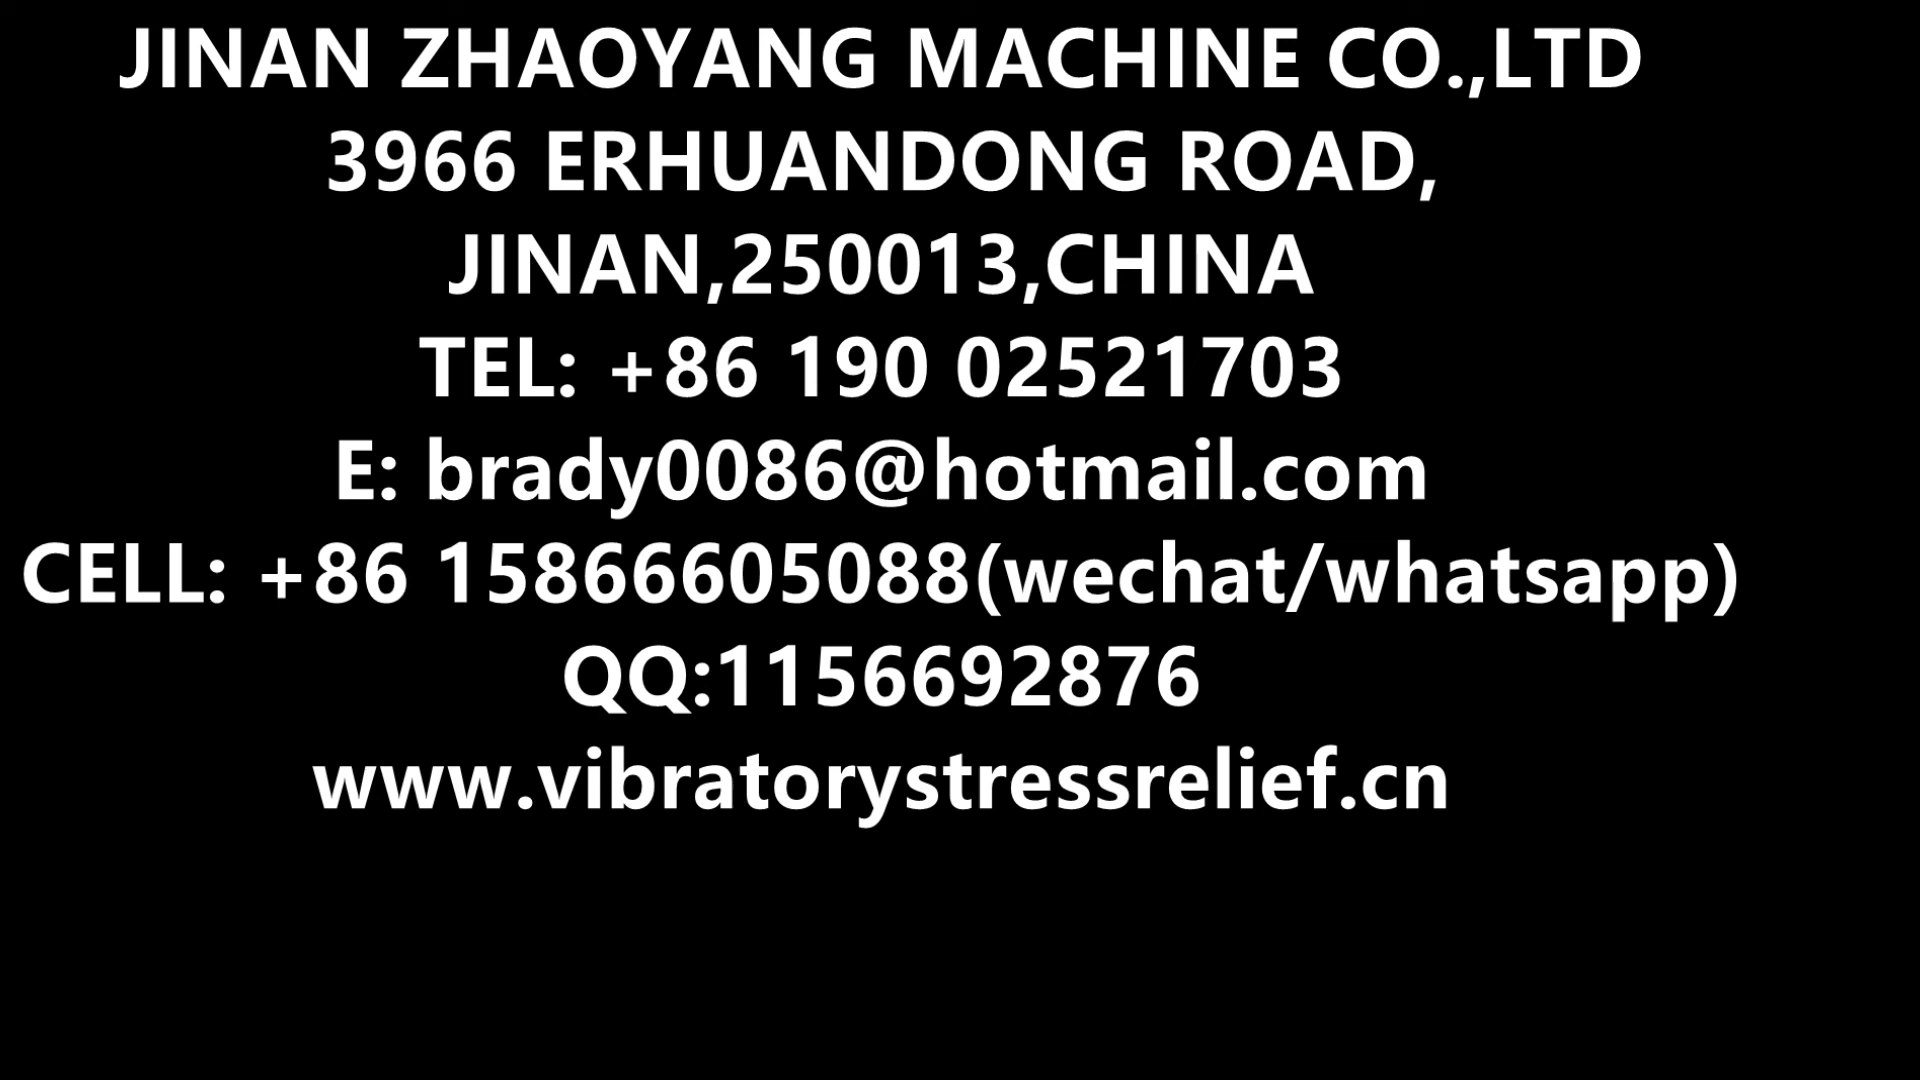 JINAN ZHAOYANG MACHINE CO.,LTD
3966 ERHUANDONG ROAD,
JINAN,250013,CHINA
TEL: +86 190 02521703
E: brady0086@hotmail.com
CELL: +86 15866605088(wechat/whatsapp)
QQ:1156692876
www.vibratorystressrelief.cn